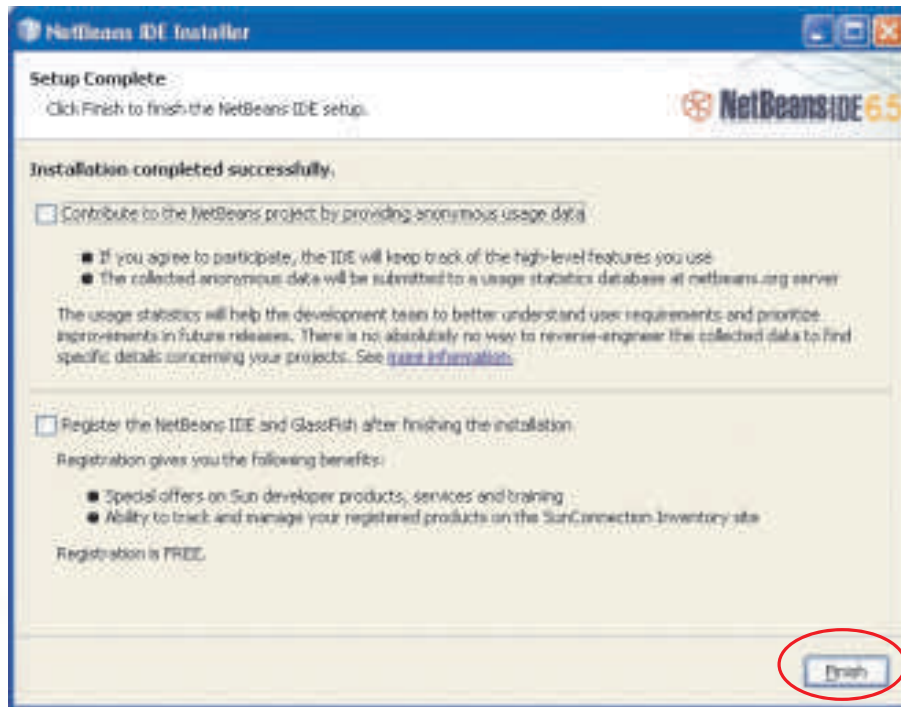 NetBeans IDE Installer
Setup Complete
Click Finish to finish the NetBeans IDE setup.
NetBeans IDE 6.5
Installation completed successfully.
Contribute to the NetBeans project by providing anonymous usage data
If you agree to participate, the IDE will keep track of the high-level features you use
The collected anonymous data will be submitted to a usage statistics database at netbeans.org server
The usage statistics will help the development team to better understand user requirements and prioritize
improvements in future releases. There is no absolutely no way to reverse-engineer the collected data to find
specific details concerning your projects. See more information.
Register the NetBeans IDE and GlassFish after finishing the installation
Registration gives you the following benefits:
Special offers on Sun developer products, services and training
Ability to track and manage your registered products on the SunConnection Inventory site
Registration is FREE.
Finish